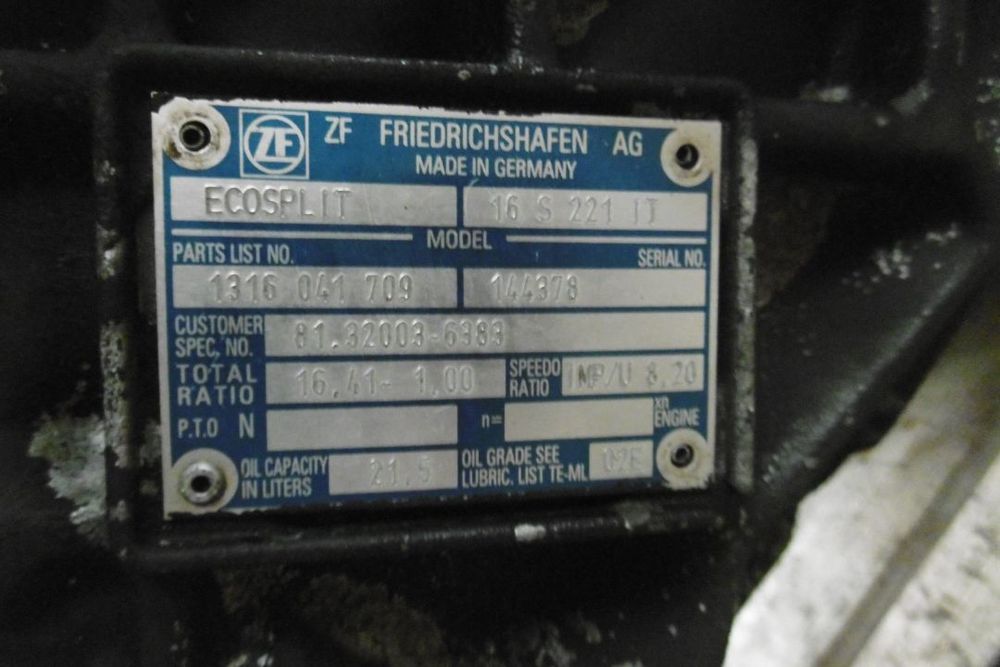 ZF ZF FRIEDRICHSHAFEN AG
MADE IN GERMANY
ECOSPLIT 16 S 221 IT
MODEL
PARTS LIST NO. SERIAL NO.
1316 041 709 144378
CUSTOMER SPEC, NO. 81.32003-6383
TOTAL RATIO 16,41- 1,00 SPEEDO RATIO IMP/U 8,20
P.T.O N n= xn ENGINE
OIL CAPACITY IN LITERS 21,5 OIL GRADE SEE LUBRIC. LIST TE-ML 02E